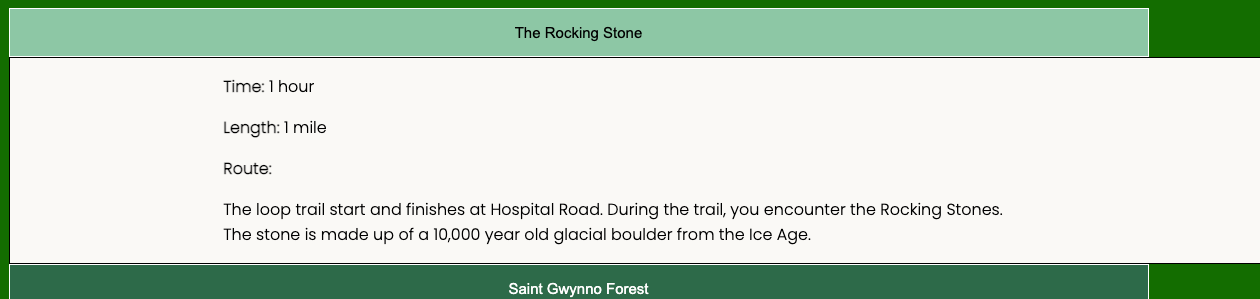 The Rocking Stone
Time: 1 hour
Length: 1 mile
Route:
The loop trail start and finishes at Hospital Road. During the trail, you encounter the Rocking Stones.
The stone is made up of a 10,000 year old glacial boulder from the Ice Age.
Saint Gwynno Forest